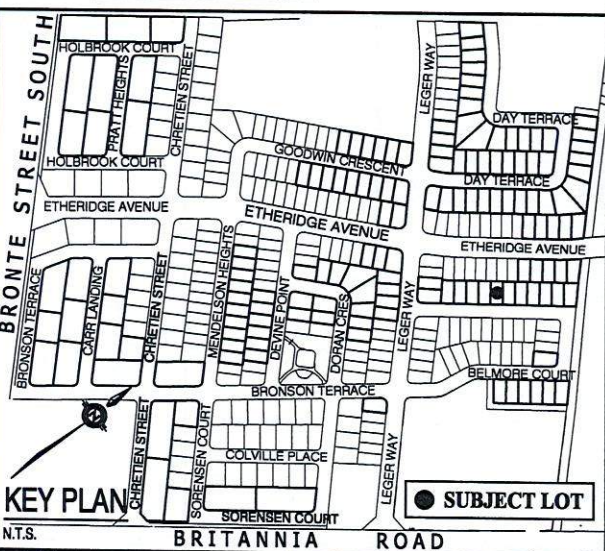 BRONTE STREET SOUTH
HOLBROOK COURT
PRATT HEIGHTS
CHRETIEN STREET
HOLBROOK COURT
ETHERIDGE AVENUE
GOODWIN CRESCENT
LEGER WAY
DAY TERRACE
DAY TERRACE
ETHERIDGE AVENUE
ETHERIDGE AVENUE
BRONSON TERRACE
CARR LANDING
CHRETIEN STREET
MENDELSON HEIGHTS
DEVINE POINT
DORAN CRES
LEGER WAY
BELMORE COURT
BRONSON TERRACE
N
CHRETIEN STREET
SORENSEN COURT
COLVILLE PLACE
LEGER WAY
KEY PLAN
SUBJECT LOT
SORENSEN COURT
N.T.S.
BRITANNIA ROAD